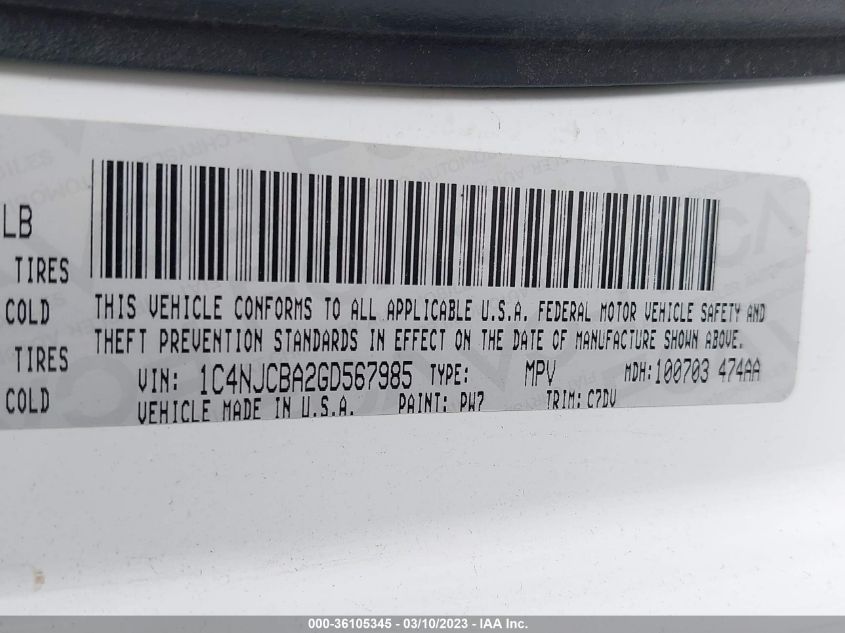 LB
TIRES
COLD
THIS VEHICLE CONFORMS TO ALL APPLICABLE U.S.A. FEDERAL MOTOR VEHICLE SAFETY AND
TIRES
THEFT PREVENTION STANDARDS IN EFFECT ON THE DATE OF MANUFACTURE SHOWN ABOVE.
COLD
VIN: 1C4NJCBA2GD567985 TYPE: MPV MDH:100703 474AA
VEHICLE MADE IN U.S.A. PAINT: PW7 TRIM: C7DV
000-36105345 - 03/10/2023 - IAA Inc.